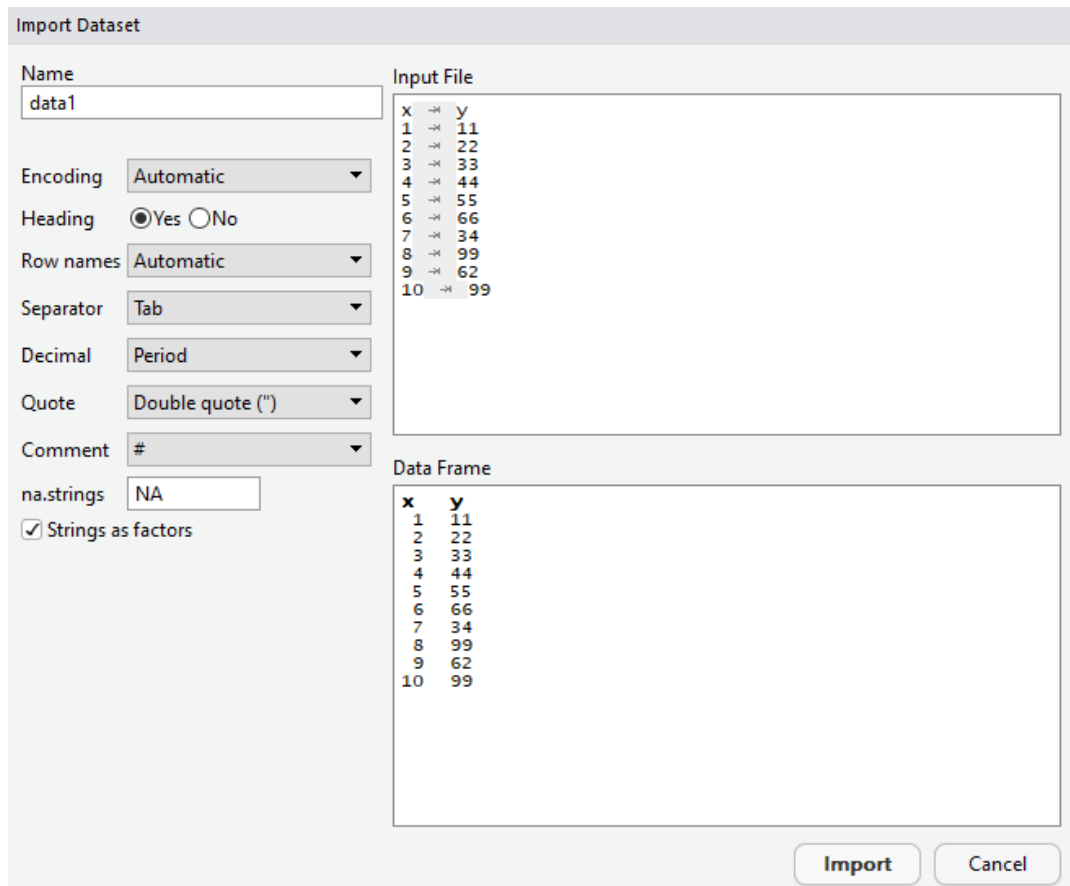 Import Dataset
Name
data1
Encoding Automatic
Heading Yes No
Row names Automatic
Separator Tab
Decimal Period
Quote Double quote (")
Comment #
na.strings NA
Strings as factors
Input File
x ⇥ y
1 ⇥ 11
2 ⇥ 22
3 ⇥ 33
4 ⇥ 44
5 ⇥ 55
6 ⇥ 66
7 ⇥ 34
8 ⇥ 99
9 ⇥ 62
10 ⇥ 99
Data Frame
x y
1 11
2 22
3 33
4 44
5 55
6 66
7 34
8 99
9 62
10 99
Import Cancel